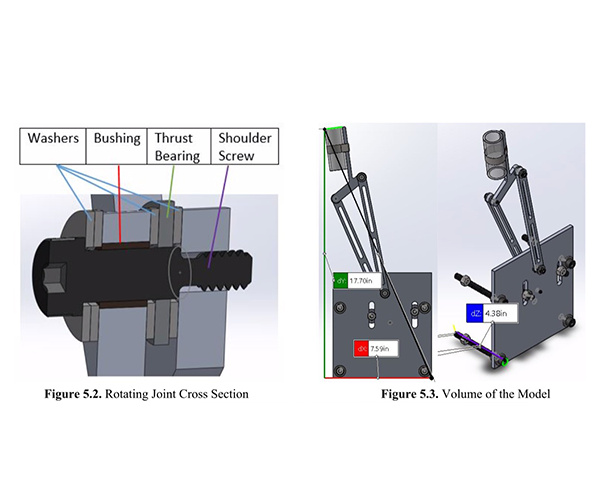 Washers
Bushing
Thrust
Bearing
Shoulder
Screw
dY: 17.70in
dX: 7.59in
dZ: 4.38in
Figure 5.2. Rotating Joint Cross Section
Figure 5.3. Volume of the Model